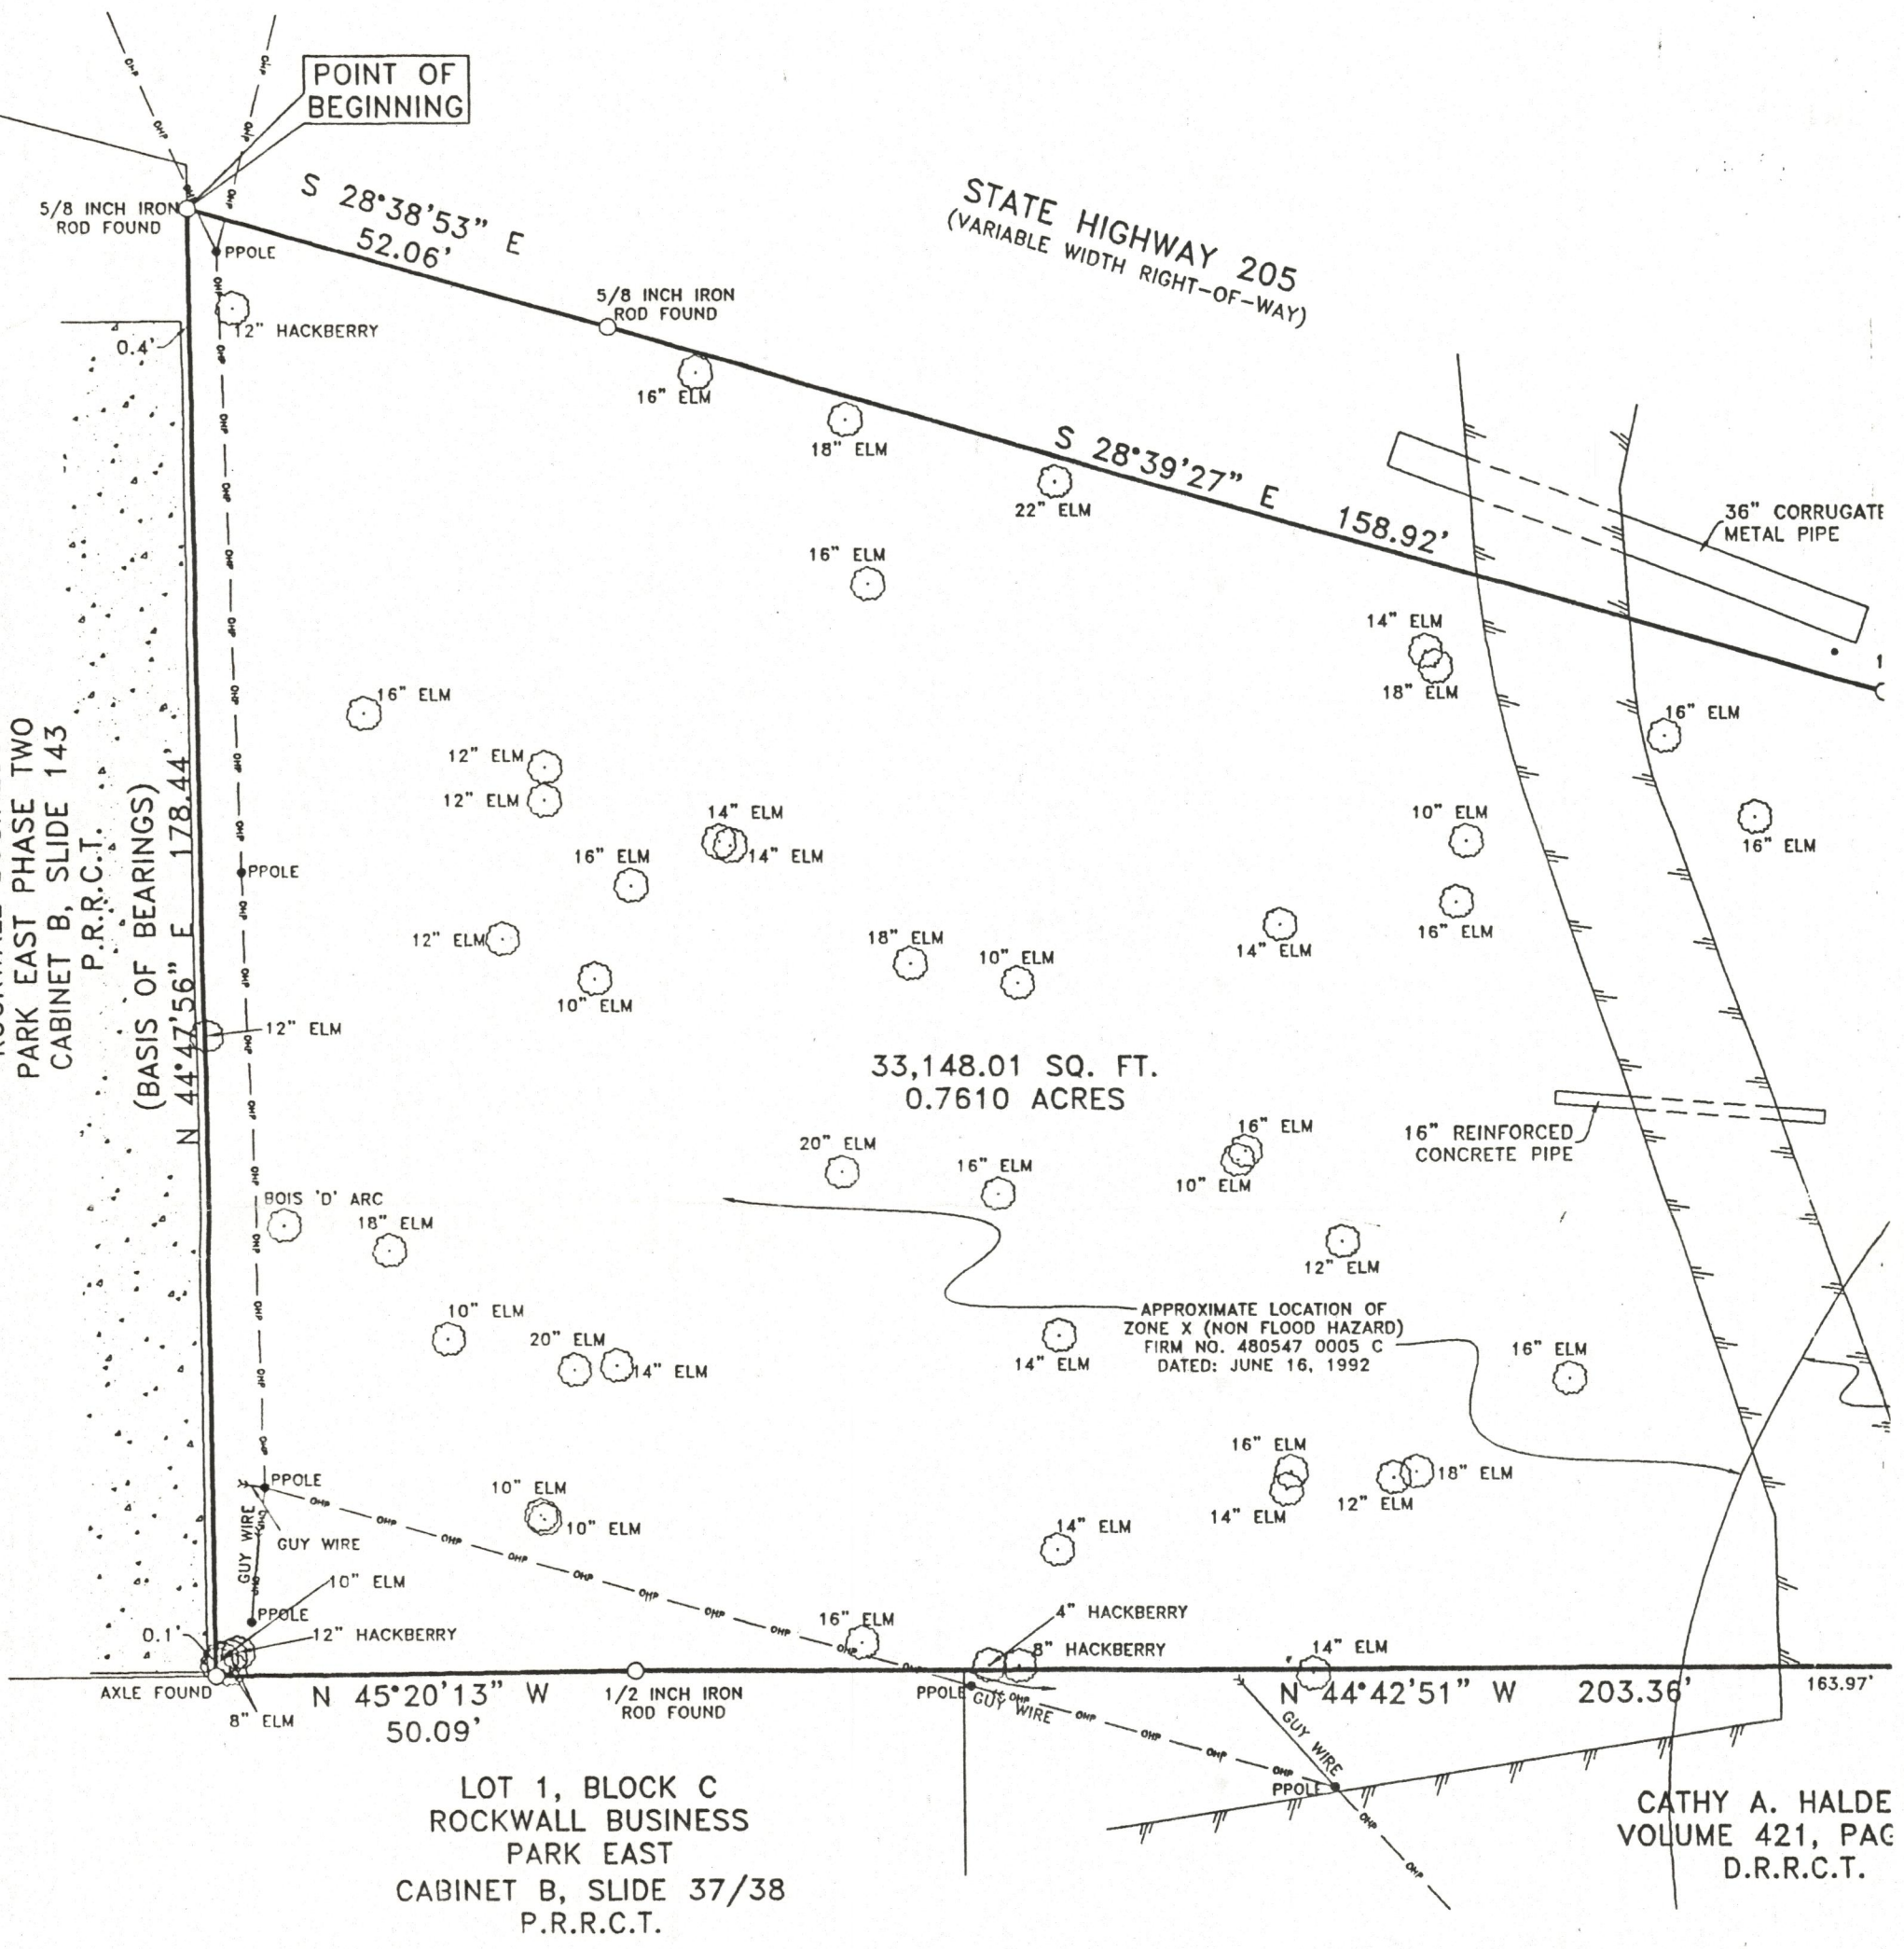 POINT OF
BEGINNING
S 28°38'53" E
52.06'
5/8 INCH IRON
ROD FOUND
PPOLE
12" HACKBERRY
0.4'
5/8 INCH IRON
ROD FOUND
STATE HIGHWAY 205
(VARIABLE WIDTH RIGHT-OF-WAY)
16" ELM
18" ELM
22" ELM
S 28°39'27" E 158.92'
36" CORRUGATE
METAL PIPE
16" ELM
14" ELM
18" ELM
1
16" ELM
16" ELM
16" ELM
12" ELM
12" ELM
14" ELM
14" ELM
16" ELM
10" ELM
16" ELM
14" ELM
12" ELM
10" ELM
18" ELM
10" ELM
PPOLE
12" ELM
PARK EAST PHASE TWO
CABINET B, SLIDE 143
P.R.R.C.T.
(BASIS OF BEARINGS)
N 44°47'56" E 178.44'
33,148.01 SQ. FT.
0.7610 ACRES
16" REINFORCED
CONCRETE PIPE
20" ELM
16" ELM
16" ELM
10" ELM
BOIS 'D' ARC
18" ELM
12" ELM
10" ELM
20" ELM
14" ELM
14" ELM
APPROXIMATE LOCATION OF
ZONE X (NON FLOOD HAZARD)
FIRM NO. 480547 0005 C
DATED: JUNE 16, 1992
16" ELM
16" ELM
14" ELM
12" ELM
18" ELM
PPOLE
GUY WIRE
GUY WIRE
10" ELM
10" ELM
14" ELM
10" ELM
PPOLE
12" HACKBERRY
0.1'
16" ELM
4" HACKBERRY
8" HACKBERRY
14" ELM
AXLE FOUND
8" ELM
N 45°20'13" W
50.09'
1/2 INCH IRON
ROD FOUND
PPOLE
GUY WIRE
N 44°42'51" W 203.36'
163.97'
GUY WIRE
PPOLE
OHP
LOT 1, BLOCK C
ROCKWALL BUSINESS
PARK EAST
CABINET B, SLIDE 37/38
P.R.R.C.T.
CATHY A. HALDE
VOLUME 421, PAG
D.R.R.C.T.